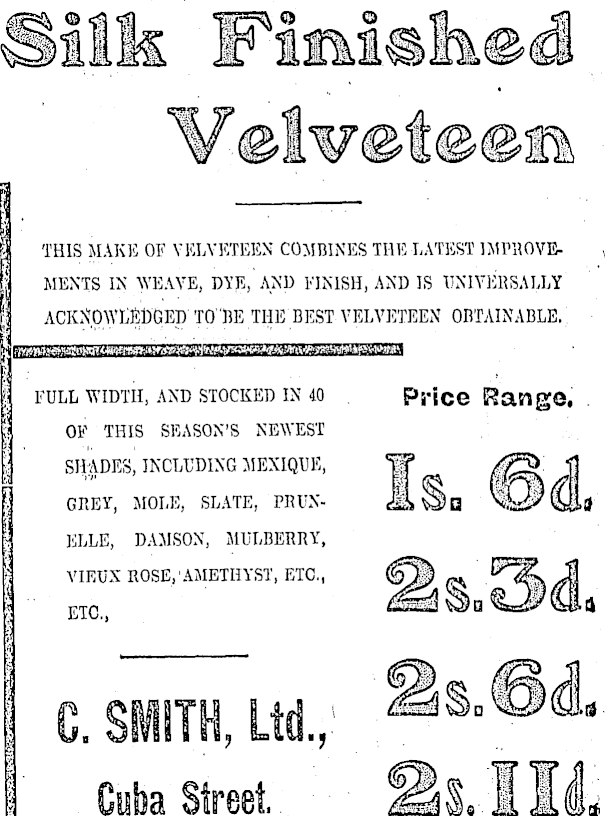 Silk Finished
Velveteen
THIS MAKE OF VELVETEEN COMBINES THE LATEST IMPROVE-
MENTS IN WEAVE, DYE, AND FINISH, AND IS UNIVERSALLY
ACKNOWLEDGED TO BE THE BEST VELVETEEN OBTAINABLE.
FULL WIDTH, AND STOCKED IN 40
OF THIS SEASON'S NEWEST
SHADES, INCLUDING MEXIQUE,
GREY, MOLE, SLATE, PRUN-
ELLE, DAMSON, MULBERRY,
VIEUX ROSE, AMETHYST, ETC.,
ETC.,
C. SMITH, Ltd.,
Cuba Street.
Price Range.
1s. 6d.
2s. 3d.
2s. 6d.
2s. 11d.